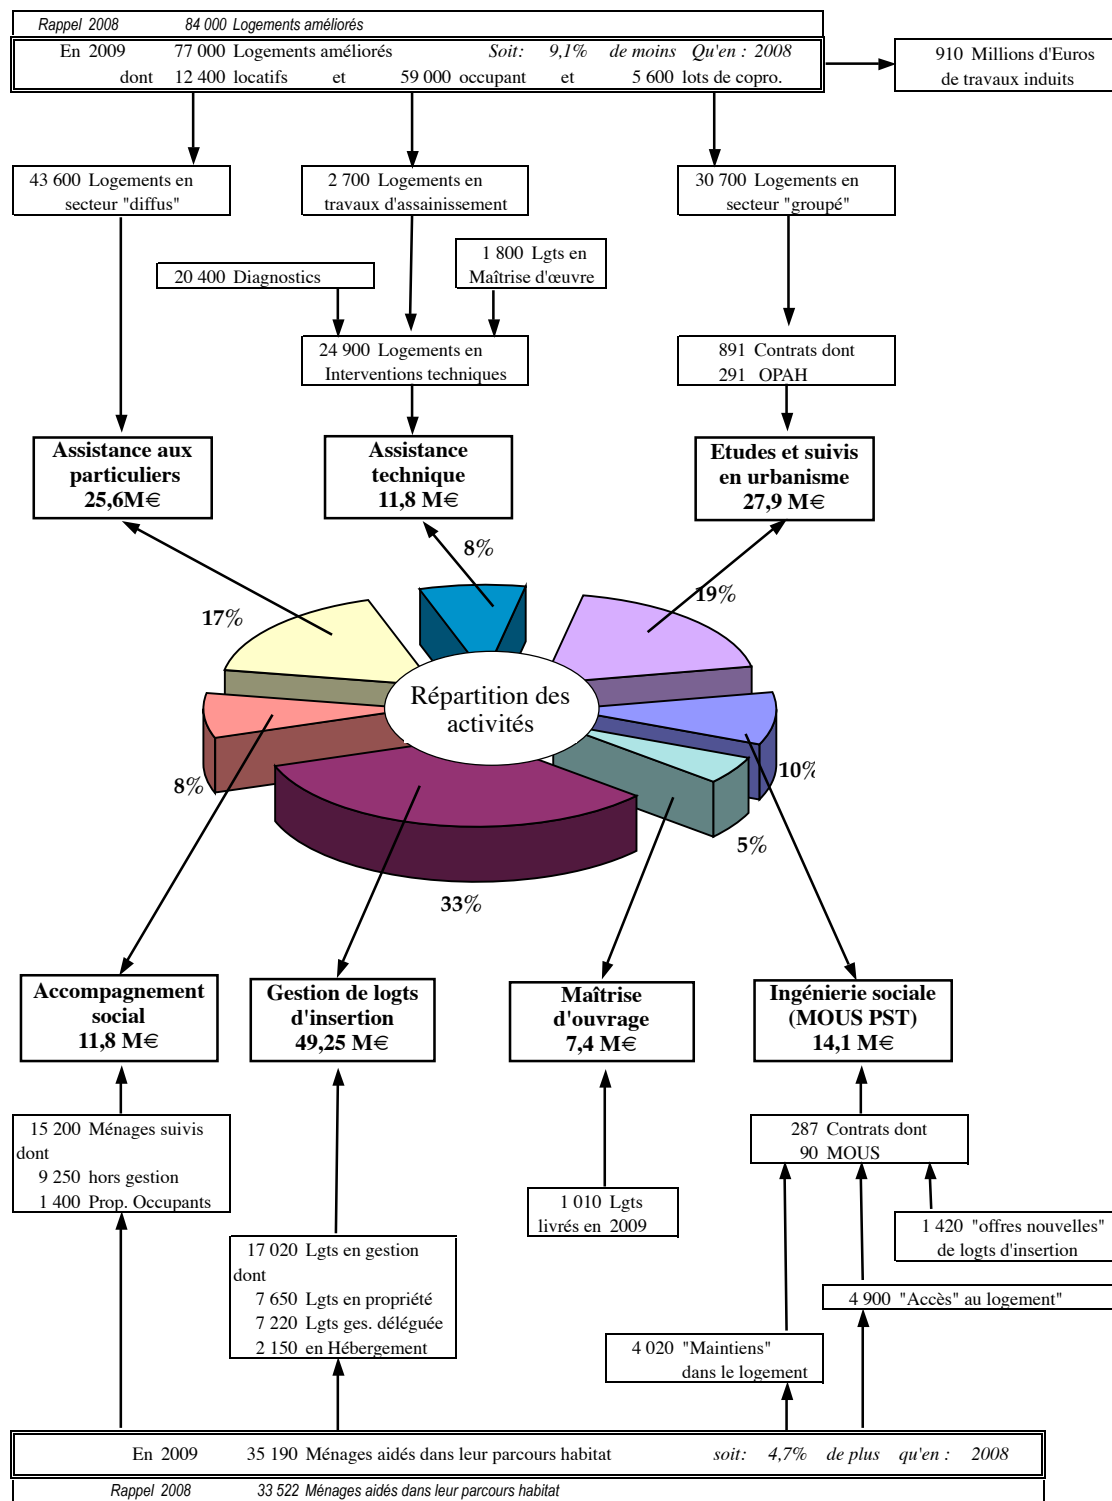 Rappel 2008 84 000 Logements améliorés
En 2009 77 000 Logements améliorés Soit: 9,1% de moins Qu'en : 2008
dont 12 400 locatifs et 59 000 occupant et 5 600 lots de copro.
910 Millions d'Euros
de travaux induits
43 600 Logements en
secteur "diffus"
2 700 Logements en
travaux d'assainissement
30 700 Logements en
secteur "groupé"
20 400 Diagnostics
1 800 Lgts en
Maîtrise d'œuvre
24 900 Logements en
Interventions techniques
891 Contrats dont
291 OPAH
Assistance aux
particuliers
25,6M€
Assistance
technique
11,8 M€
Etudes et suivis
en urbanisme
27,9 M€
8%
17%
19%
Répartition des
activités
8%
10%
5%
33%
Accompagnement
social
11,8 M€
Gestion de logts
d'insertion
49,25 M€
Maîtrise
d'ouvrage
7,4 M€
Ingénierie sociale
(MOUS PST)
14,1 M€
15 200 Ménages suivis
dont
9 250 hors gestion
1 400 Prop. Occupants
287 Contrats dont
90 MOUS
1 010 Lgts
livrés en 2009
1 420 "offres nouvelles"
de logts d'insertion
17 020 Lgts en gestion
dont
7 650 Lgts en propriété
7 220 Lgts ges. déléguée
2 150 en Hébergement
4 900 "Accès" au logement"
4 020 "Maintiens"
dans le logement
En 2009 35 190 Ménages aidés dans leur parcours habitat soit: 4,7% de plus qu'en : 2008
Rappel 2008 33 522 Ménages aidés dans leur parcours habitat